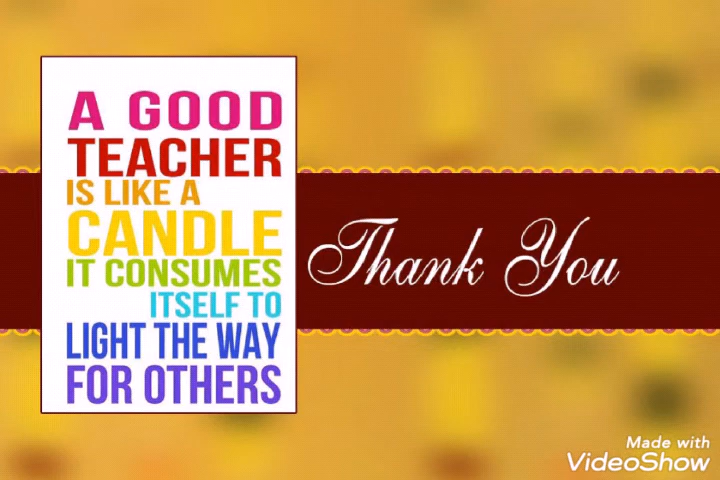 A GOOD
TEACHER
IS LIKE A
CANDLE
IT CONSUMES
ITSELF TO
LIGHT THE WAY
FOR OTHERS
Thank You
Made with
VideoShow